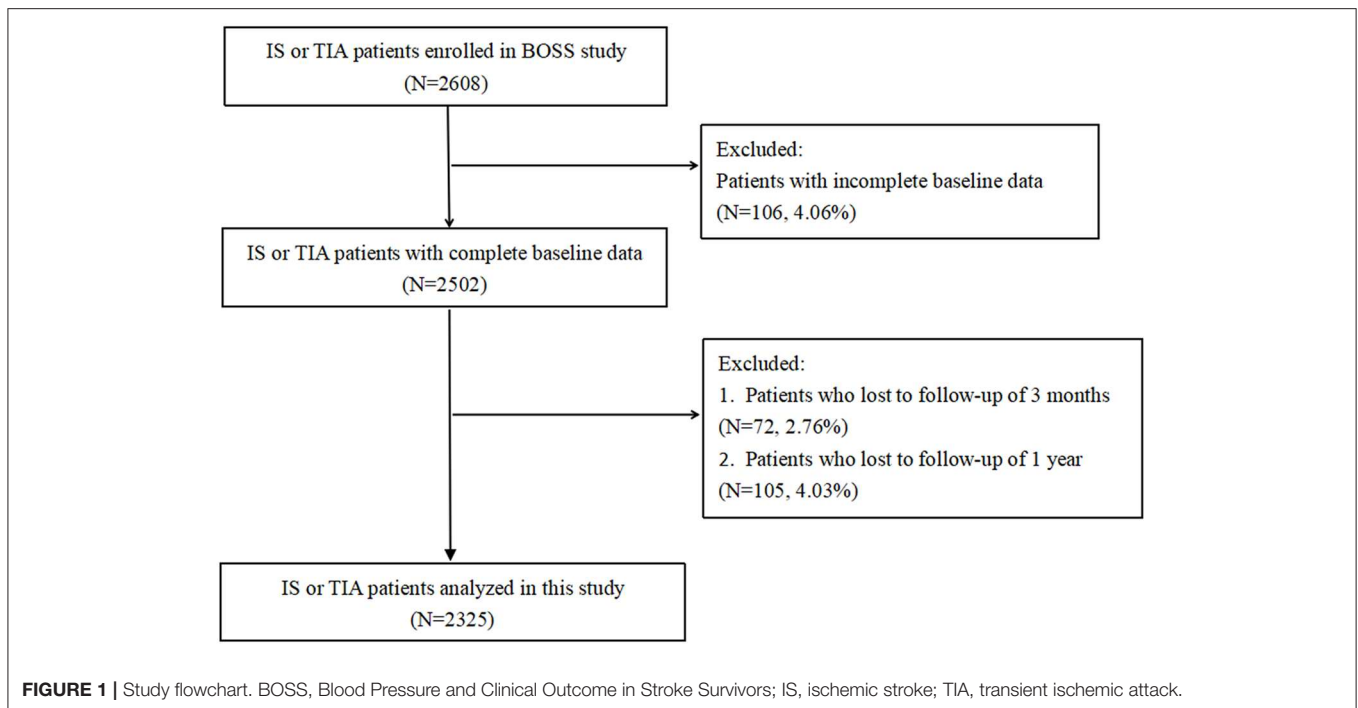 IS or TIA patients enrolled in BOSS study
(N=2608)
Excluded:
Patients with incomplete baseline data
(N=106, 4.06%)
IS or TIA patients with complete baseline data
(N=2502)
Excluded:
1. Patients who lost to follow-up of 3 months
(N=72, 2.76%)
2. Patients who lost to follow-up of 1 year
(N=105, 4.03%)
IS or TIA patients analyzed in this study
(N=2325)
FIGURE 1 | Study flowchart. BOSS, Blood Pressure and Clinical Outcome in Stroke Survivors; IS, ischemic stroke; TIA, transient ischemic attack.